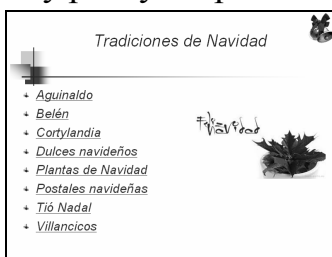 Tradiciones de Navidad
Aguinaldo
Belén
Cortylandia
Dulces navideños
Plantas de Navidad
Postales navideñas
Tió Nadal
Villancicos
Feliz
Navidad